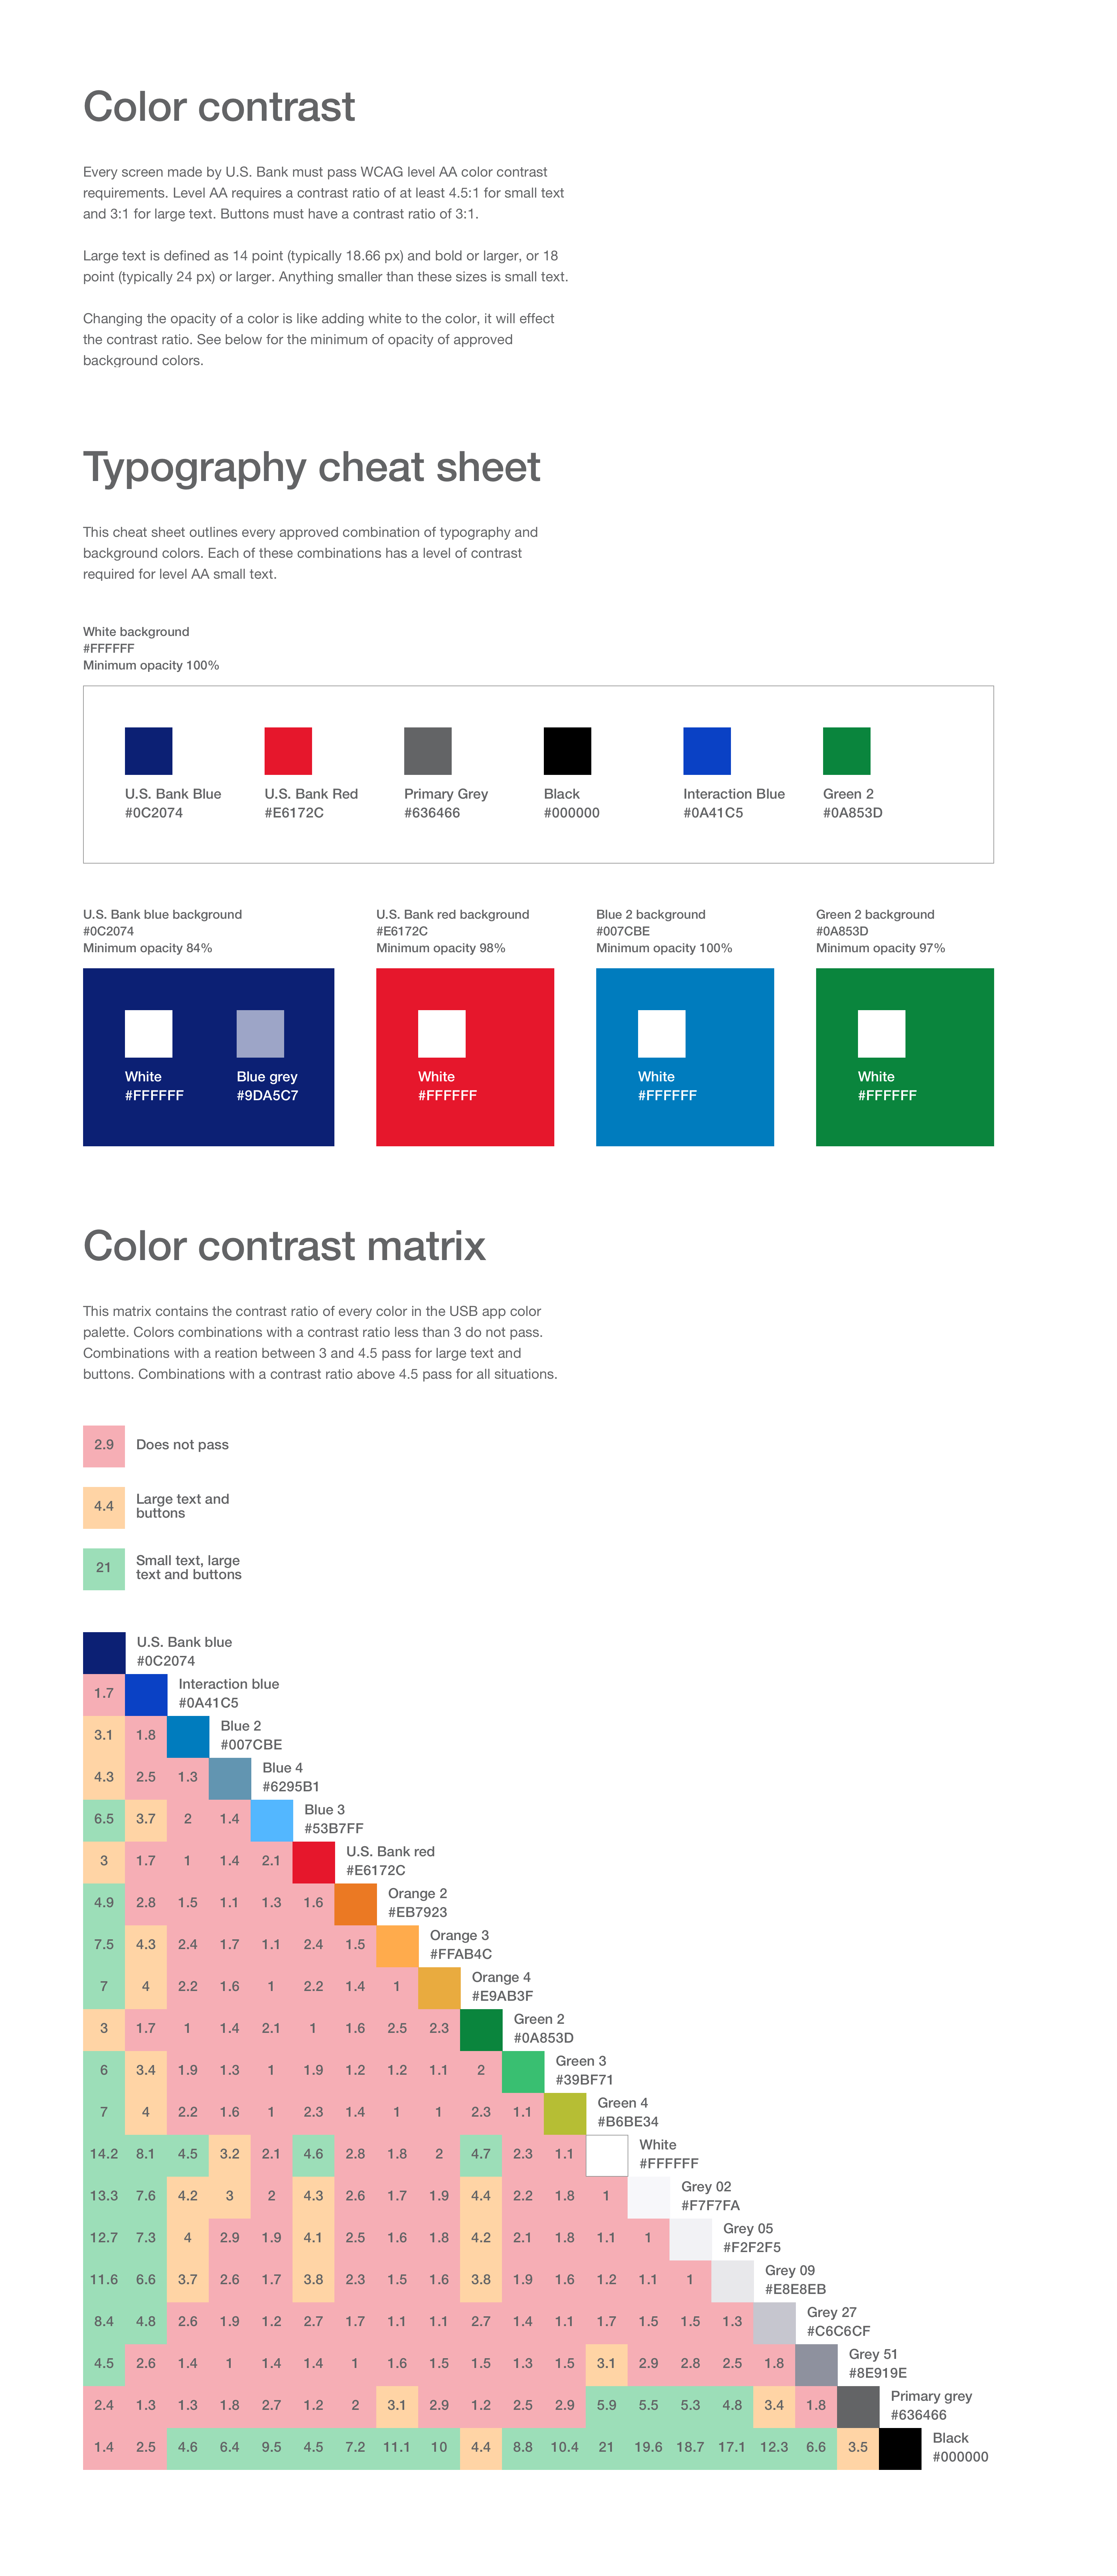 Color contrast
Every screen made by U.S. Bank must pass WCAG level AA color contrast
requirements. Level AA requires a contrast ratio of at least 4.5:1 for small text
and 3:1 for large text. Buttons must have a contrast ratio of 3:1.
Large text is defined as 14 point (typically 18.66 px) and bold or larger, or 18
point (typically 24 px) or larger. Anything smaller than these sizes is small text.
Changing the opacity of a color is like adding white to the color, it will effect
the contrast ratio. See below for the minimum of opacity of approved
background colors.
Typography cheat sheet
This cheat sheet outlines every approved combination of typography and
background colors. Each of these combinations has a level of contrast
required for level AA small text.
White background
#FFFFFF
Minimum opacity 100%
U.S. Bank Blue
#0C2074
U.S. Bank Red
#E6172C
Primary Grey
#636466
Black
#000000
Interaction Blue
#0A41C5
Green 2
#0A853D
U.S. Bank blue background
#0C2074
Minimum opacity 84%
White
#FFFFFF
Blue grey
#9DA5C7
U.S. Bank red background
#E6172C
Minimum opacity 98%
White
#FFFFFF
Blue 2 background
#007CBE
Minimum opacity 100%
White
#FFFFFF
Green 2 background
#0A853D
Minimum opacity 97%
White
#FFFFFF
Color contrast matrix
This matrix contains the contrast ratio of every color in the USB app color
palette. Colors combinations with a contrast ratio less than 3 do not pass.
Combinations with a reation between 3 and 4.5 pass for large text and
buttons. Combinations with a contrast ratio above 4.5 pass for all situations.
2.9 Does not pass
4.4 Large text and
buttons
21 Small text, large
text and buttons
U.S. Bank blue
#0C2074
1.7 Interaction blue
#0A41C5
3.1 1.8 Blue 2
#007CBE
4.3 2.5 1.3 Blue 4
#6295B1
6.5 3.7 2 1.4 Blue 3
#53B7FF
3 1.7 1 1.4 2.1 U.S. Bank red
#E6172C
4.9 2.8 1.5 1.1 1.3 1.6 Orange 2
#EB7923
7.5 4.3 2.4 1.7 1.1 2.4 1.5 Orange 3
#FFAB4C
7 4 2.2 1.6 1 2.2 1.4 1 Orange 4
#E9AB3F
3 1.7 1 1.4 2.1 1 1.6 2.5 2.3 Green 2
#0A853D
6 3.4 1.9 1.3 1 1.9 1.2 1.2 1.1 2 Green 3
#39BF71
7 4 2.2 1.6 1 2.3 1.4 1 1 2.3 1.1 Green 4
#B6BE34
14.2 8.1 4.5 3.2 2.1 4.6 2.8 1.8 2 4.7 2.3 1.1 White
#FFFFFF
13.3 7.6 4.2 3 2 4.3 2.6 1.7 1.9 4.4 2.2 1.8 1 Grey 02
#F7F7FA
12.7 7.3 4 2.9 1.9 4.1 2.5 1.6 1.8 4.2 2.1 1.8 1.1 1 Grey 05
#F2F2F5
11.6 6.6 3.7 2.6 1.7 3.8 2.3 1.5 1.6 3.8 1.9 1.6 1.2 1.1 1 Grey 09
#E8E8EB
8.4 4.8 2.6 1.9 1.2 2.7 1.7 1.1 1.1 2.7 1.4 1.1 1.7 1.5 1.5 1.3 Grey 27
#C6C6CF
4.5 2.6 1.4 1 1.4 1.4 1 1.6 1.5 1.5 1.3 1.5 3.1 2.9 2.8 2.5 1.8 Grey 51
#8E919E
2.4 1.3 1.3 1.8 2.7 1.2 2 3.1 2.9 1.2 2.5 2.9 5.9 5.5 5.3 4.8 3.4 1.8 Primary grey
#636466
1.4 2.5 4.6 6.4 9.5 4.5 7.2 11.1 10 4.4 8.8 10.4 21 19.6 18.7 17.1 12.3 6.6 3.5 Black
#000000